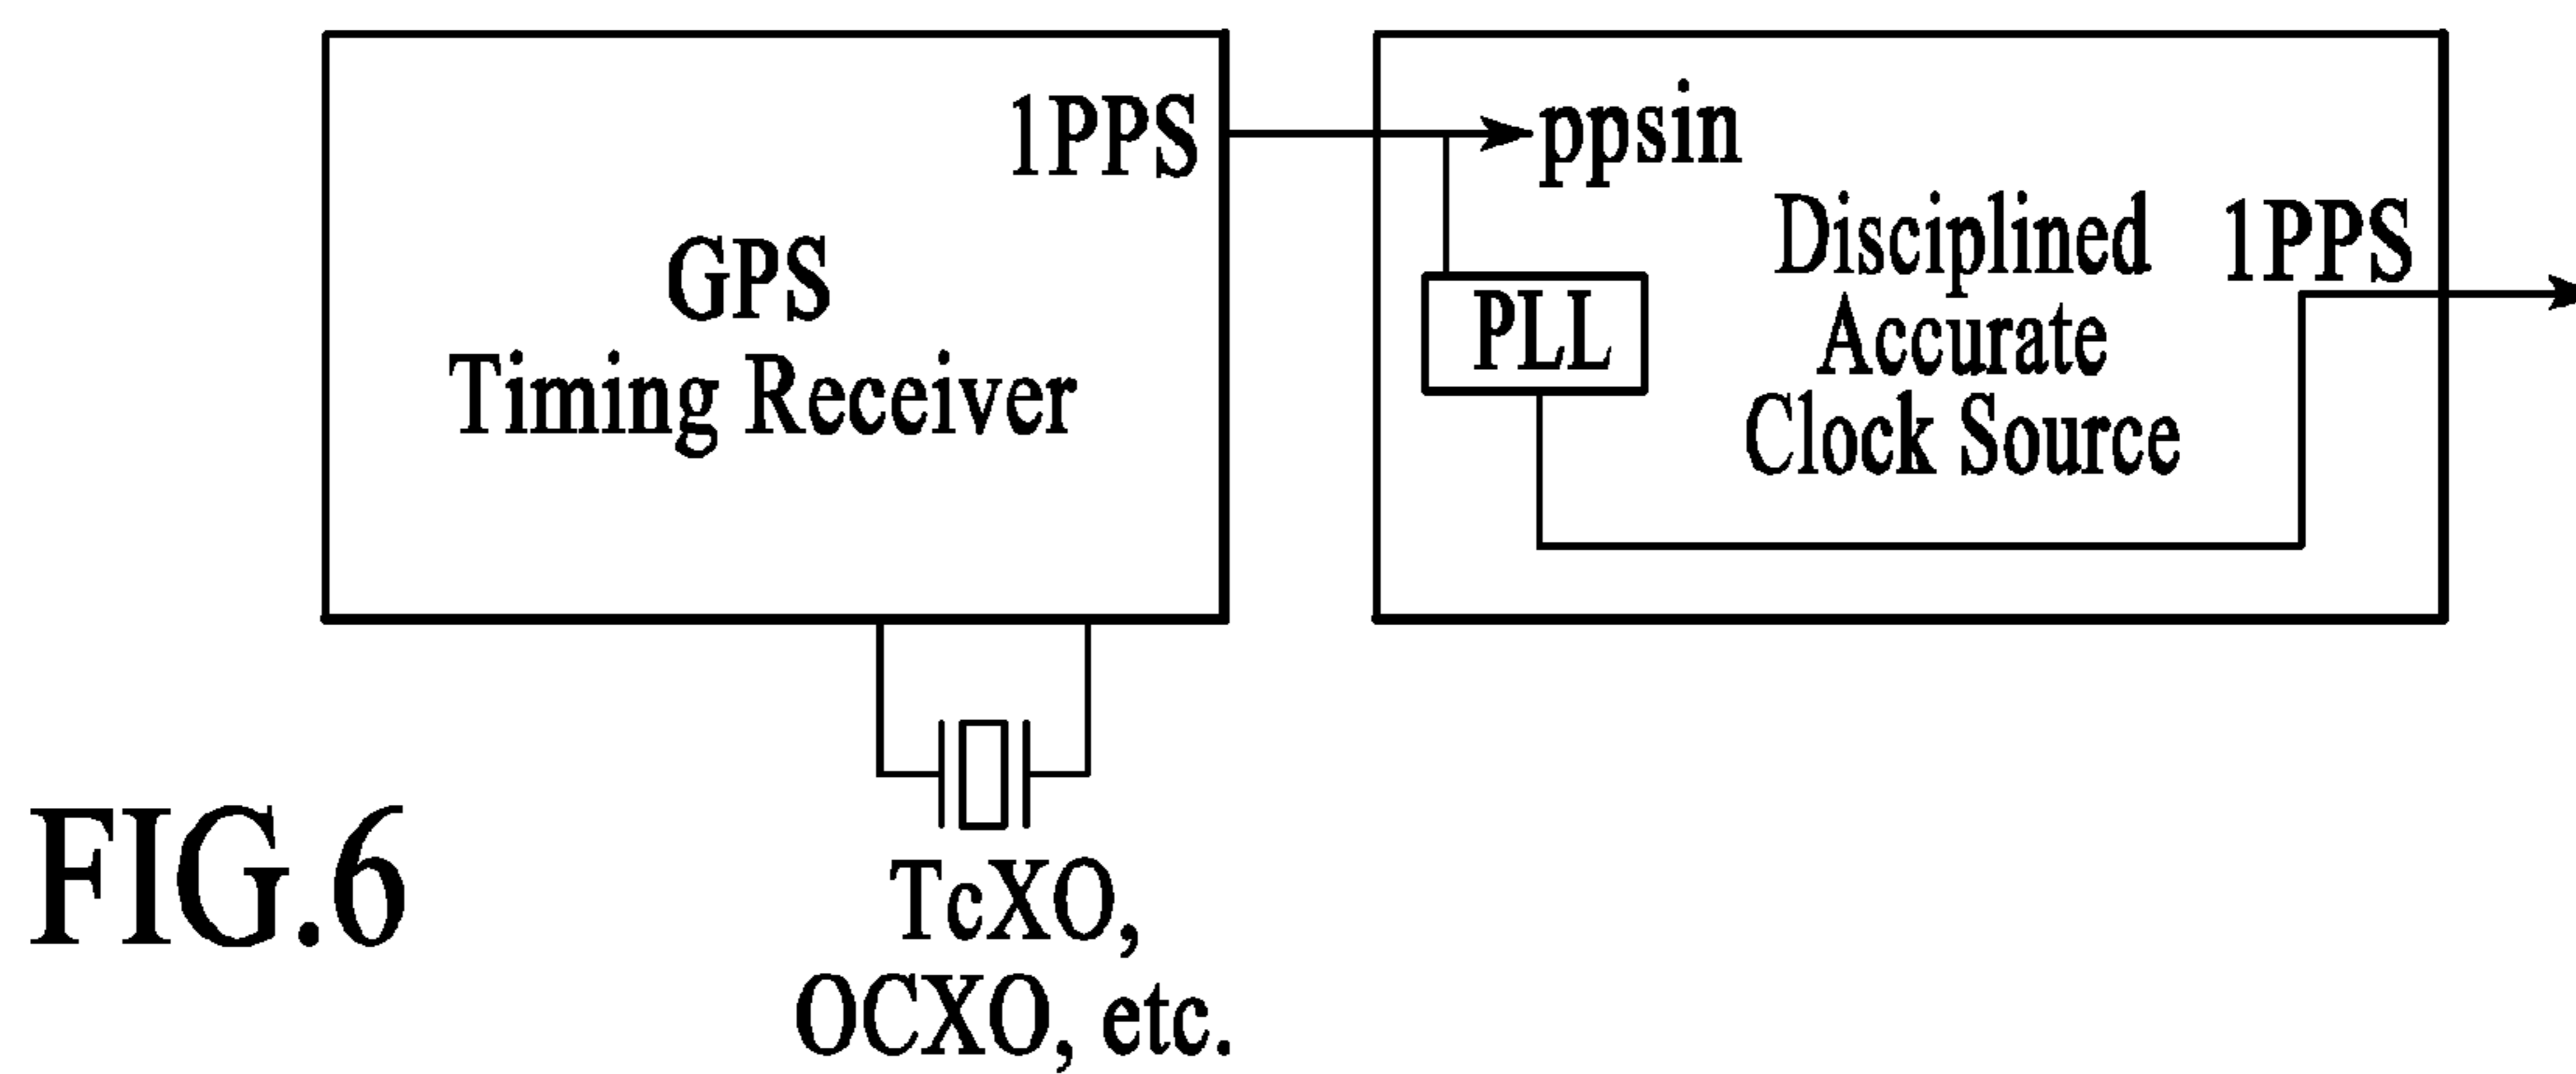 1PPS
GPS
Timing Receiver
ppsin
PLL
Disciplined
Accurate
Clock Source
1PPS
TcXO,
OCXO, etc.
FIG.6